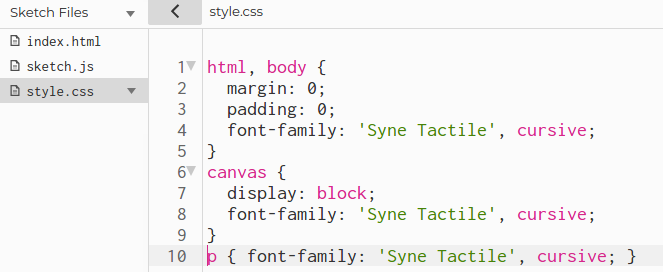 Sketch Files
style.css
index.html
sketch.js
style.css
1 html, body {
2 margin: 0;
3 padding: 0;
4 font-family: 'Syne Tactile', cursive;
5 }
6 canvas {
7 display: block;
8 font-family: 'Syne Tactile', cursive;
9 }
10 p { font-family: 'Syne Tactile', cursive; }